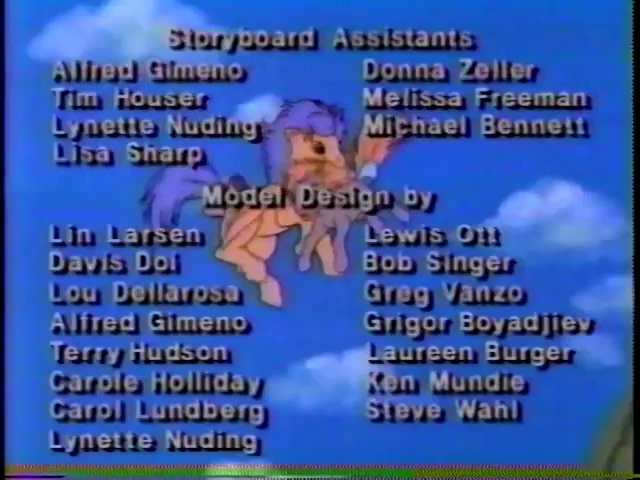 Storyboard Assistants
Alfred Gimeno Donna Zeller
Tim Houser Melissa Freeman
Lynette Nuding Michael Bennett
Lisa Sharp
Model Design by
Lin Larsen Lewis Ott
Davis Doi Bob Singer
Lou Dellarosa Greg Vanzo
Alfred Gimeno Grigor Boyadjiev
Terry Hudson Laureen Burger
Carole Holliday Ken Mundie
Carol Lundberg Steve Wahl
Lynette Nuding